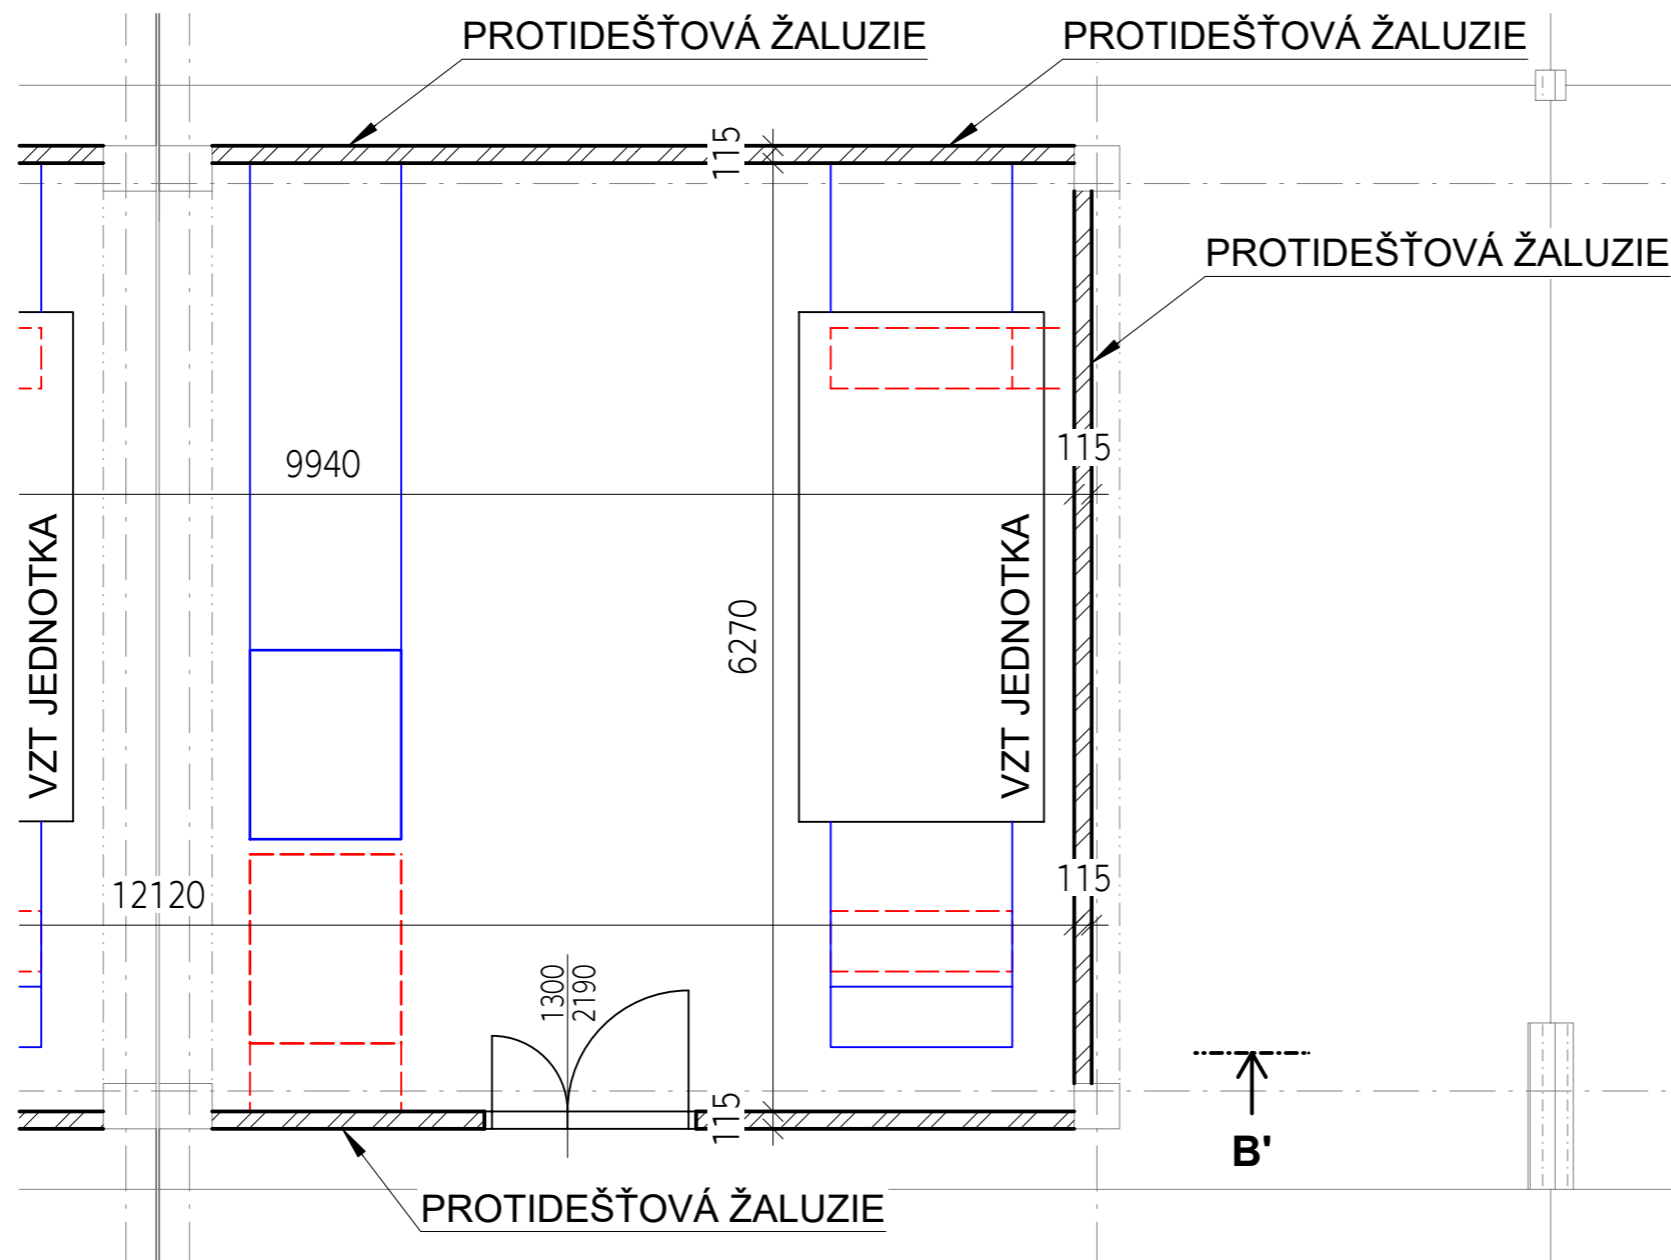 PROTIDEŠŤOVÁ ŽALUZIE
PROTIDEŠŤOVÁ ŽALUZIE
115
PROTIDEŠŤOVÁ ŽALUZIE
9940
115
VZT JEDNOTKA
6270
VZT JEDNOTKA
12120
115
1300
2190
115
B'
PROTIDEŠŤOVÁ ŽALUZIE